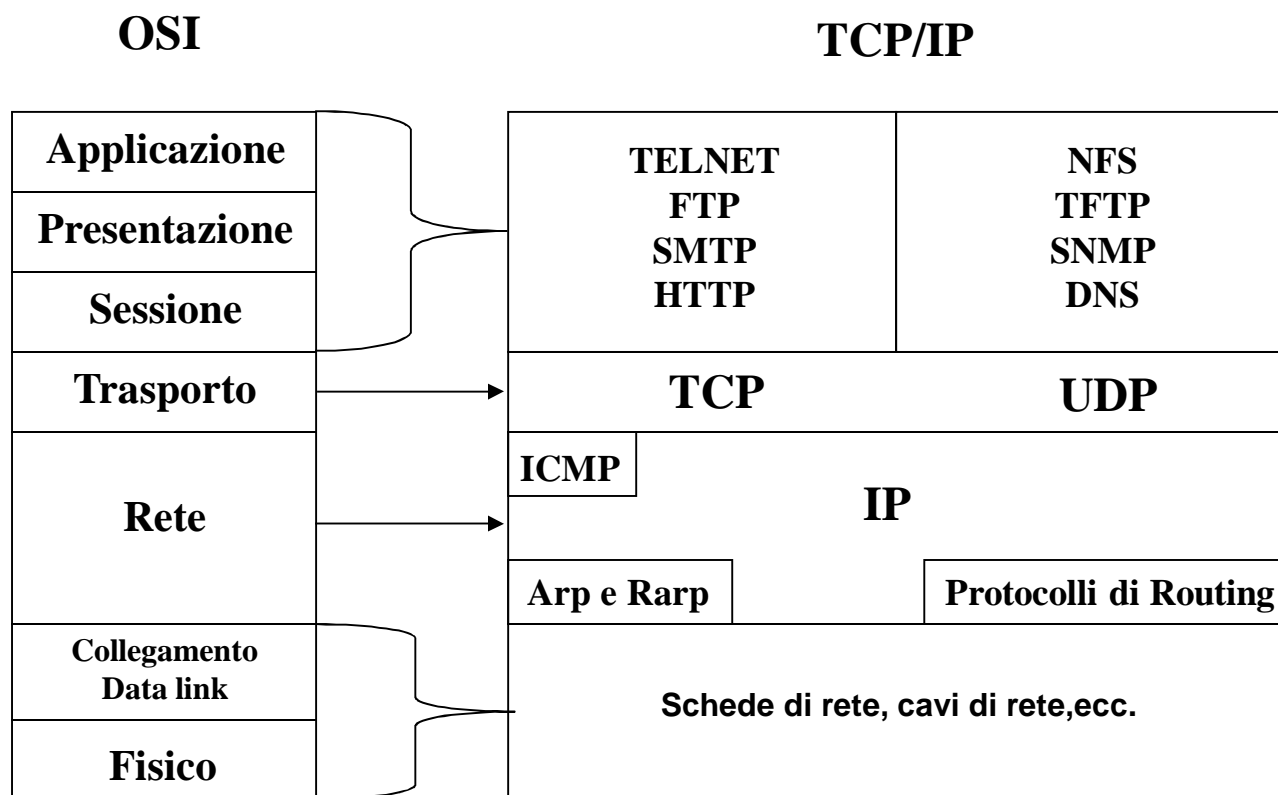 OSI
TCP/IP
Applicazione
Presentazione
Sessione
Trasporto
Rete
Collegamento
Data link
Fisico
TELNET
FTP
SMTP
HTTP
NFS
TFTP
SNMP
DNS
TCP
UDP
ICMP
IP
Arp e Rarp
Protocolli di Routing
Schede di rete, cavi di rete,ecc.